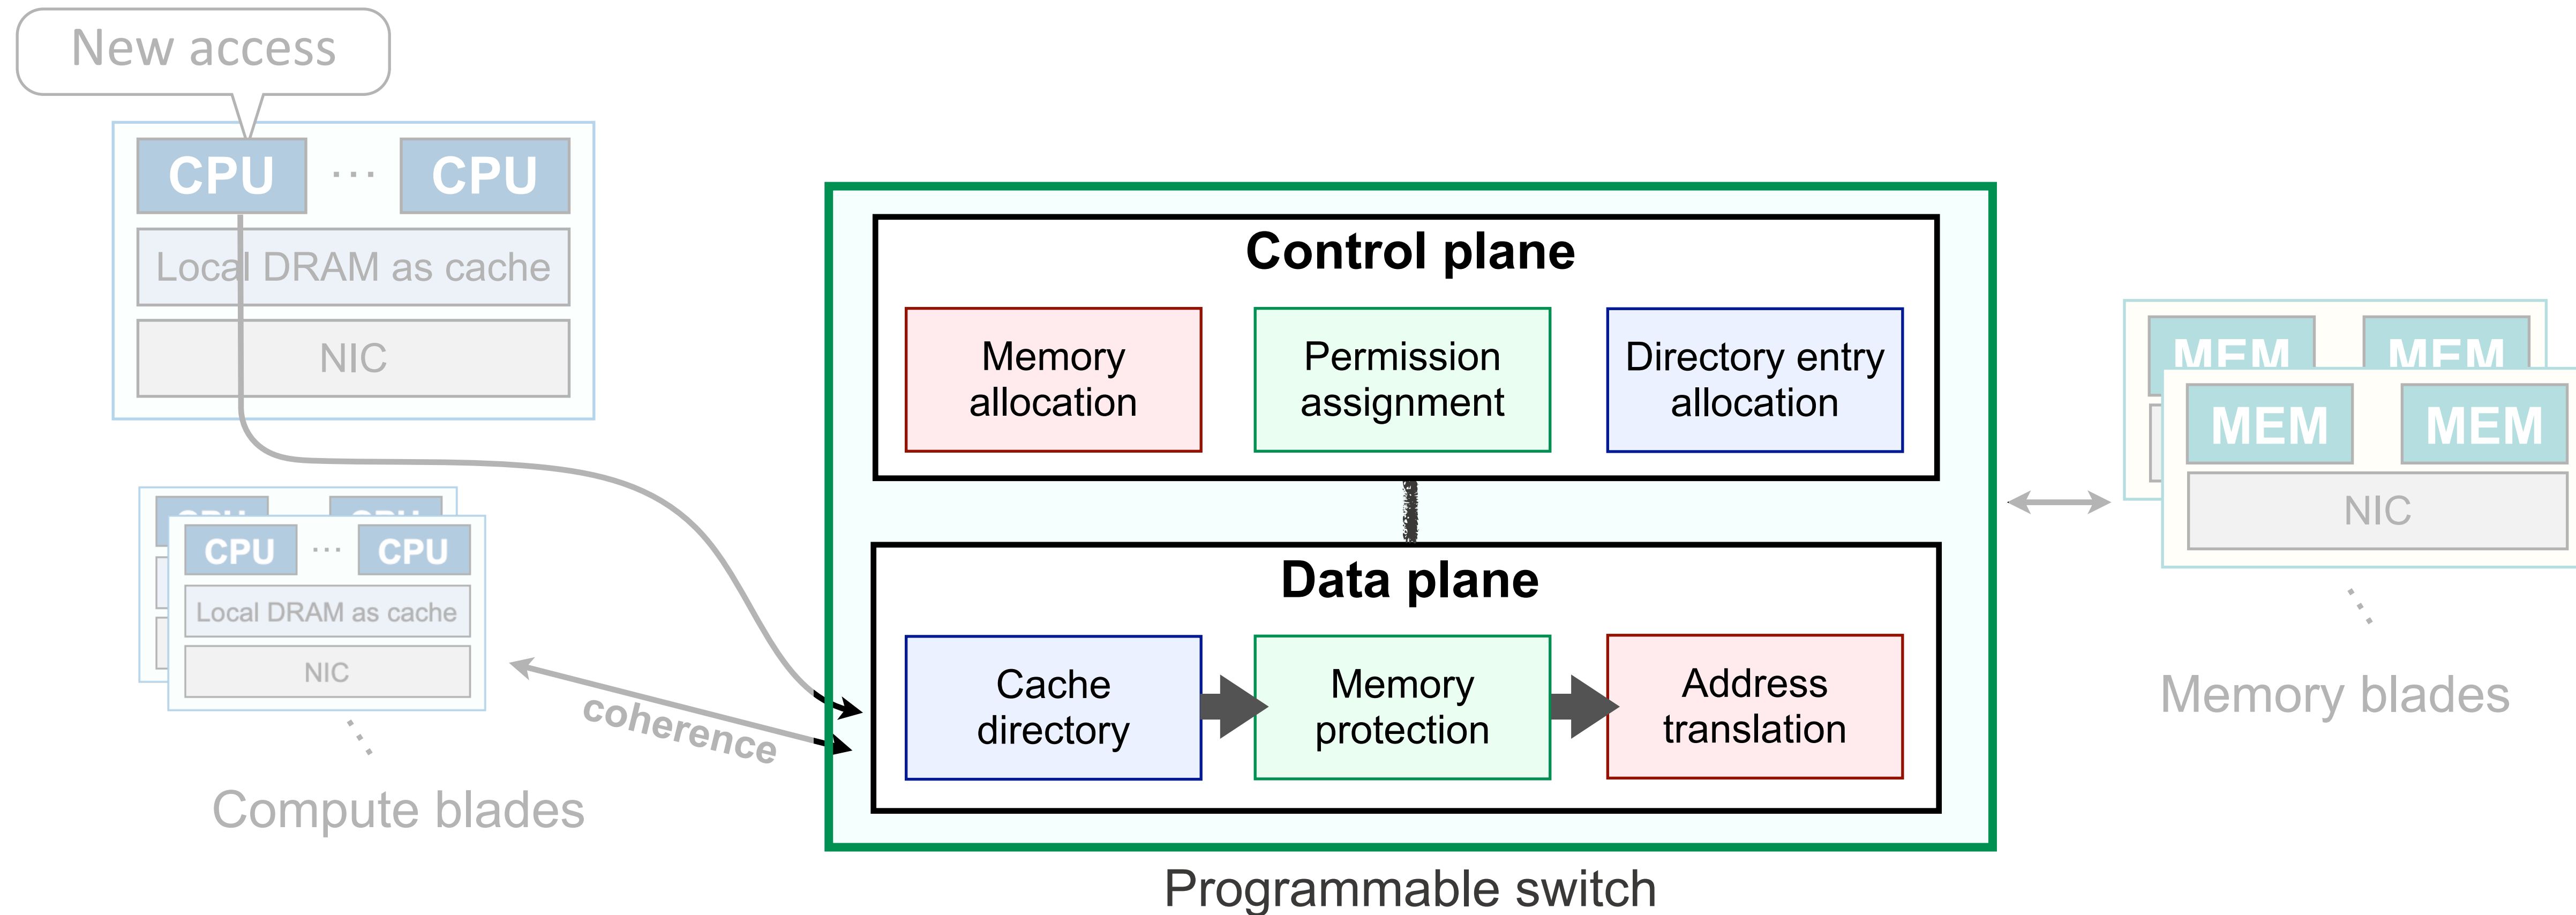 New access
CPU ... CPU
Local DRAM as cache
NIC
CPU CPU
CPU ... CPU
Local DRAM as cache
NIC
Compute blades
coherence
Control plane
Memory
allocation
Permission
assignment
Directory entry
allocation
Data plane
Cache
directory
Memory
protection
Address
translation
Programmable switch
MEM MEM
MEM MEM
NIC
Memory blades